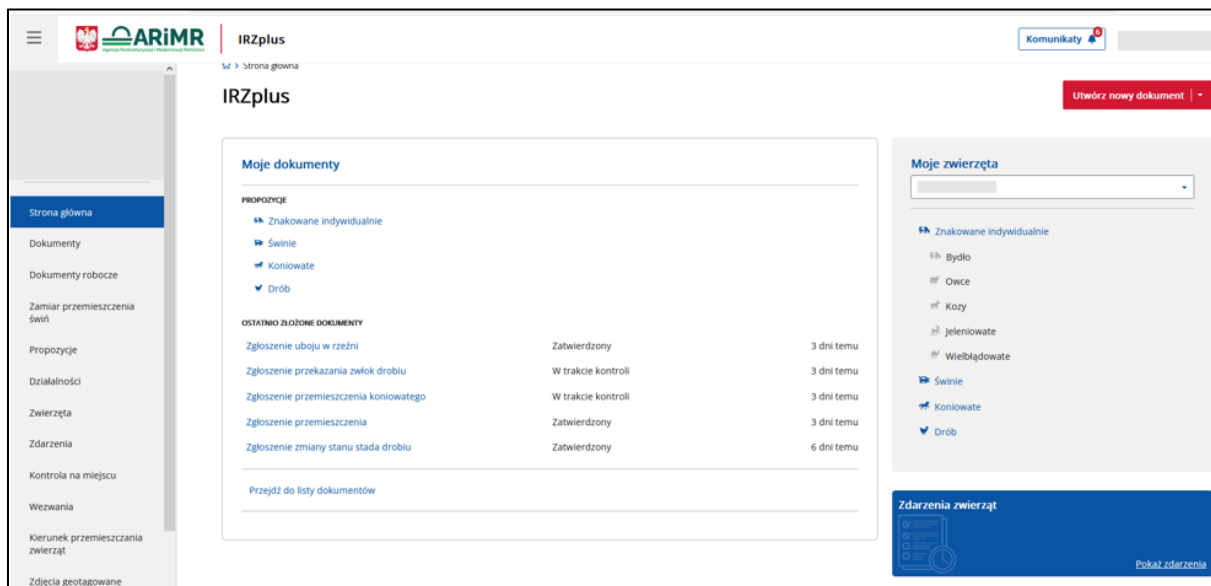 ARiMR
Agencja Restrukturyzacji i Modernizacji Rolnictwa
IRZplus
Komunikaty 6
Strona główna
IRZplus
Utwórz nowy dokument
Strona główna
Dokumenty
Dokumenty robocze
Zamiar przemieszczenia
świń
Propozycje
Działalności
Zwierzęta
Zdarzenia
Kontrola na miejscu
Wezwania
Kierunek przemieszczania
zwierząt
Zdjęcia geotagowane
Moje dokumenty
PROPOZYCJE
Znakowane indywidualnie
Świnie
Koniowate
Drób
OSTATNIO ZŁOŻONE DOKUMENTY
Zgłoszenie uboju w rzeźni Zatwierdzony 3 dni temu
Zgłoszenie przekazania zwłok drobiu W trakcie kontroli 3 dni temu
Zgłoszenie przemieszczenia koniowatego W trakcie kontroli 3 dni temu
Zgłoszenie przemieszczenia Zatwierdzony 3 dni temu
Zgłoszenie zmiany stanu stada drobiu Zatwierdzony 6 dni temu
Przejdź do listy dokumentów
Moje zwierzęta
Znakowane indywidualnie
Bydło
Owce
Kozy
Jeleniowate
Wielbłądowate
Świnie
Koniowate
Drób
Zdarzenia zwierząt
Pokaż zdarzenia